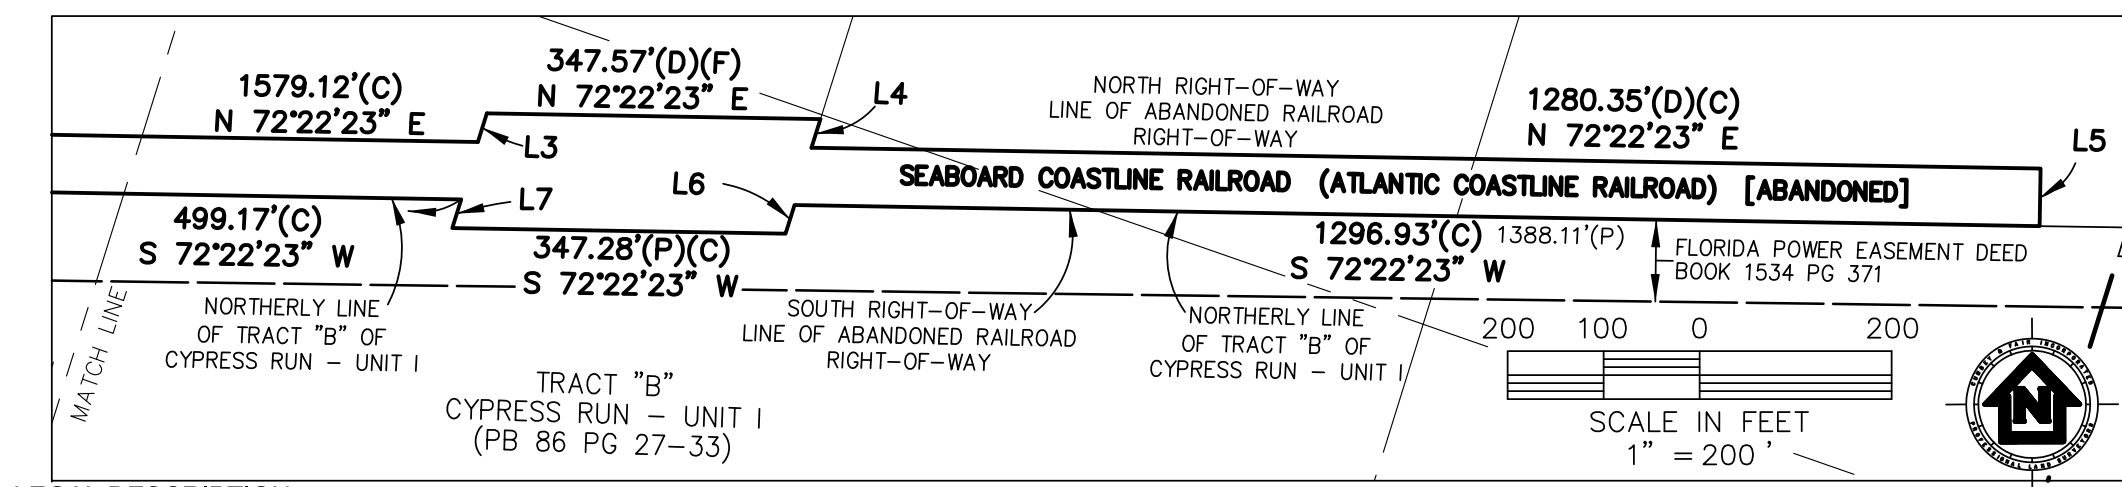 1579.12'(C)
N 72°22'23" E
347.57'(D)(F)
N 72°22'23" E
L3
L4
NORTH RIGHT-OF-WAY
LINE OF ABANDONED RAILROAD
RIGHT-OF-WAY
1280.35'(D)(C)
N 72°22'23" E
L5
SEABOARD COASTLINE RAILROAD (ATLANTIC COASTLINE RAILROAD) [ABANDONED]
L6
L7
499.17'(C)
S 72°22'23" W
347.28'(P)(C)
S 72°22'23" W
1296.93'(C) 1388.11'(P)
S 72°22'23" W
FLORIDA POWER EASEMENT DEED
BOOK 1534 PG 371
MATCH LINE
NORTHERLY LINE
OF TRACT "B" OF
CYPRESS RUN - UNIT I
SOUTH RIGHT-OF-WAY
LINE OF ABANDONED RAILROAD
RIGHT-OF-WAY
NORTHERLY LINE
OF TRACT "B" OF
CYPRESS RUN - UNIT I
TRACT "B"
CYPRESS RUN - UNIT I
(PB 86 PG 27-33)
200 100 0 200
SCALE IN FEET
1" = 200 '
N
PROFESSIONAL LAND SURVEYORS